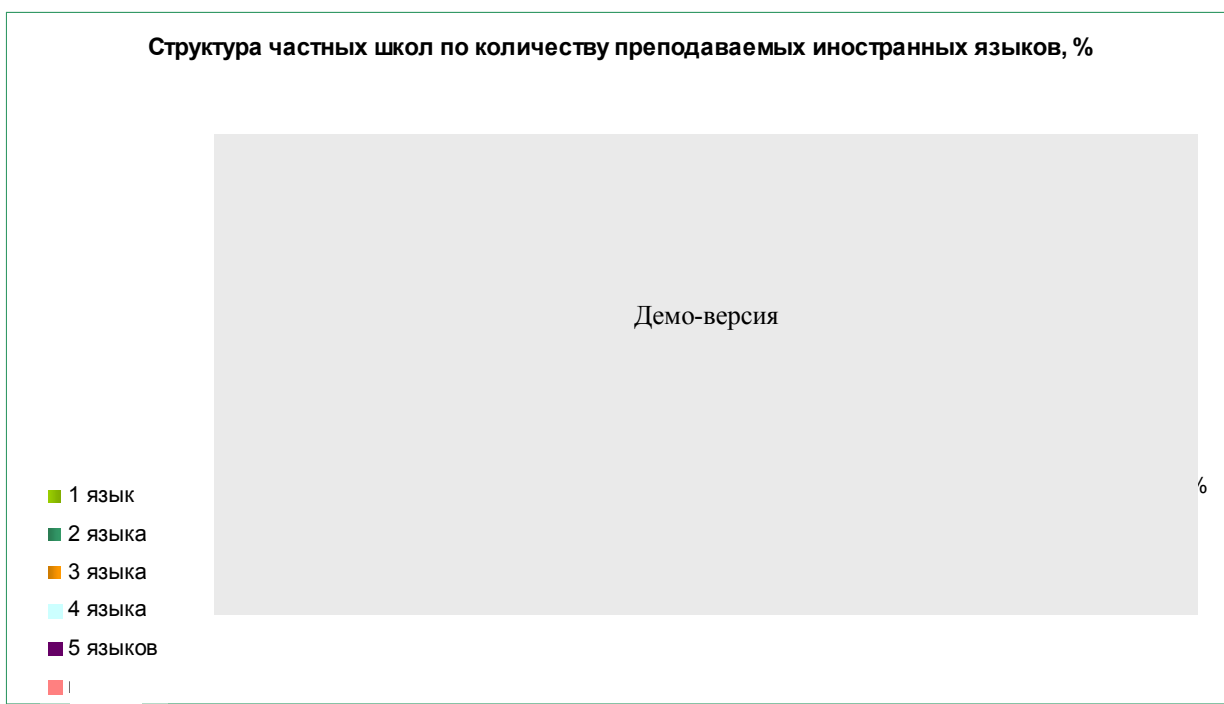 Структура частных школ по количеству преподаваемых иностранных языков, %
Демо-версия
%
1 язык
2 языка
3 языка
4 языка
5 языков